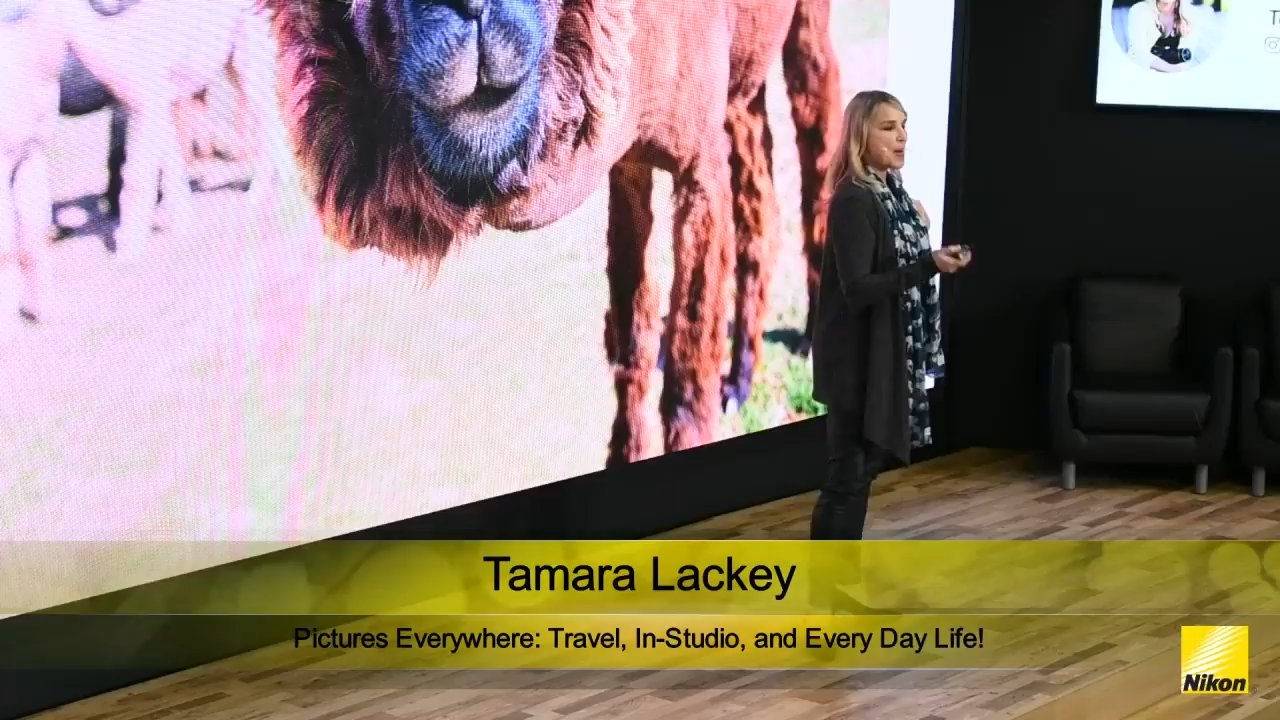 Tamara Lackey
Pictures Everywhere: Travel, In-Studio, and Every Day Life!
Nikon